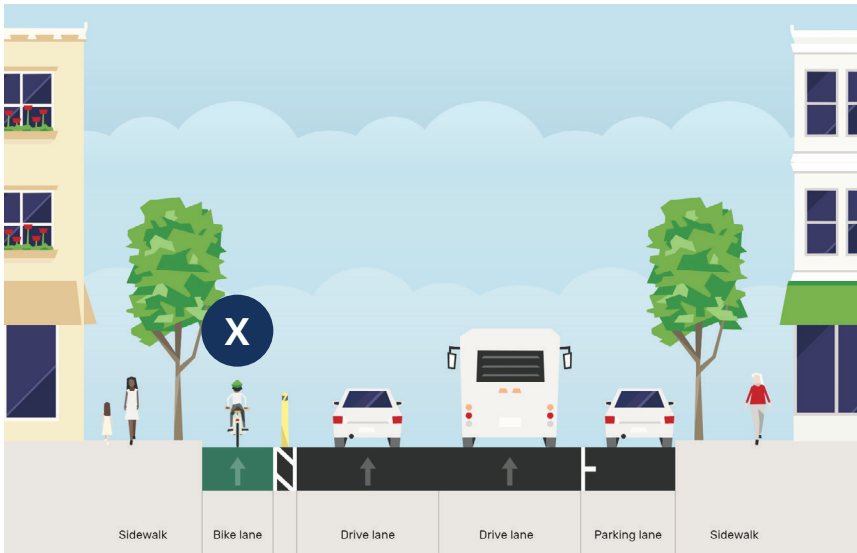 X
Sidewalk
Bike lane
Drive lane
Drive lane
Parking lane
Sidewalk